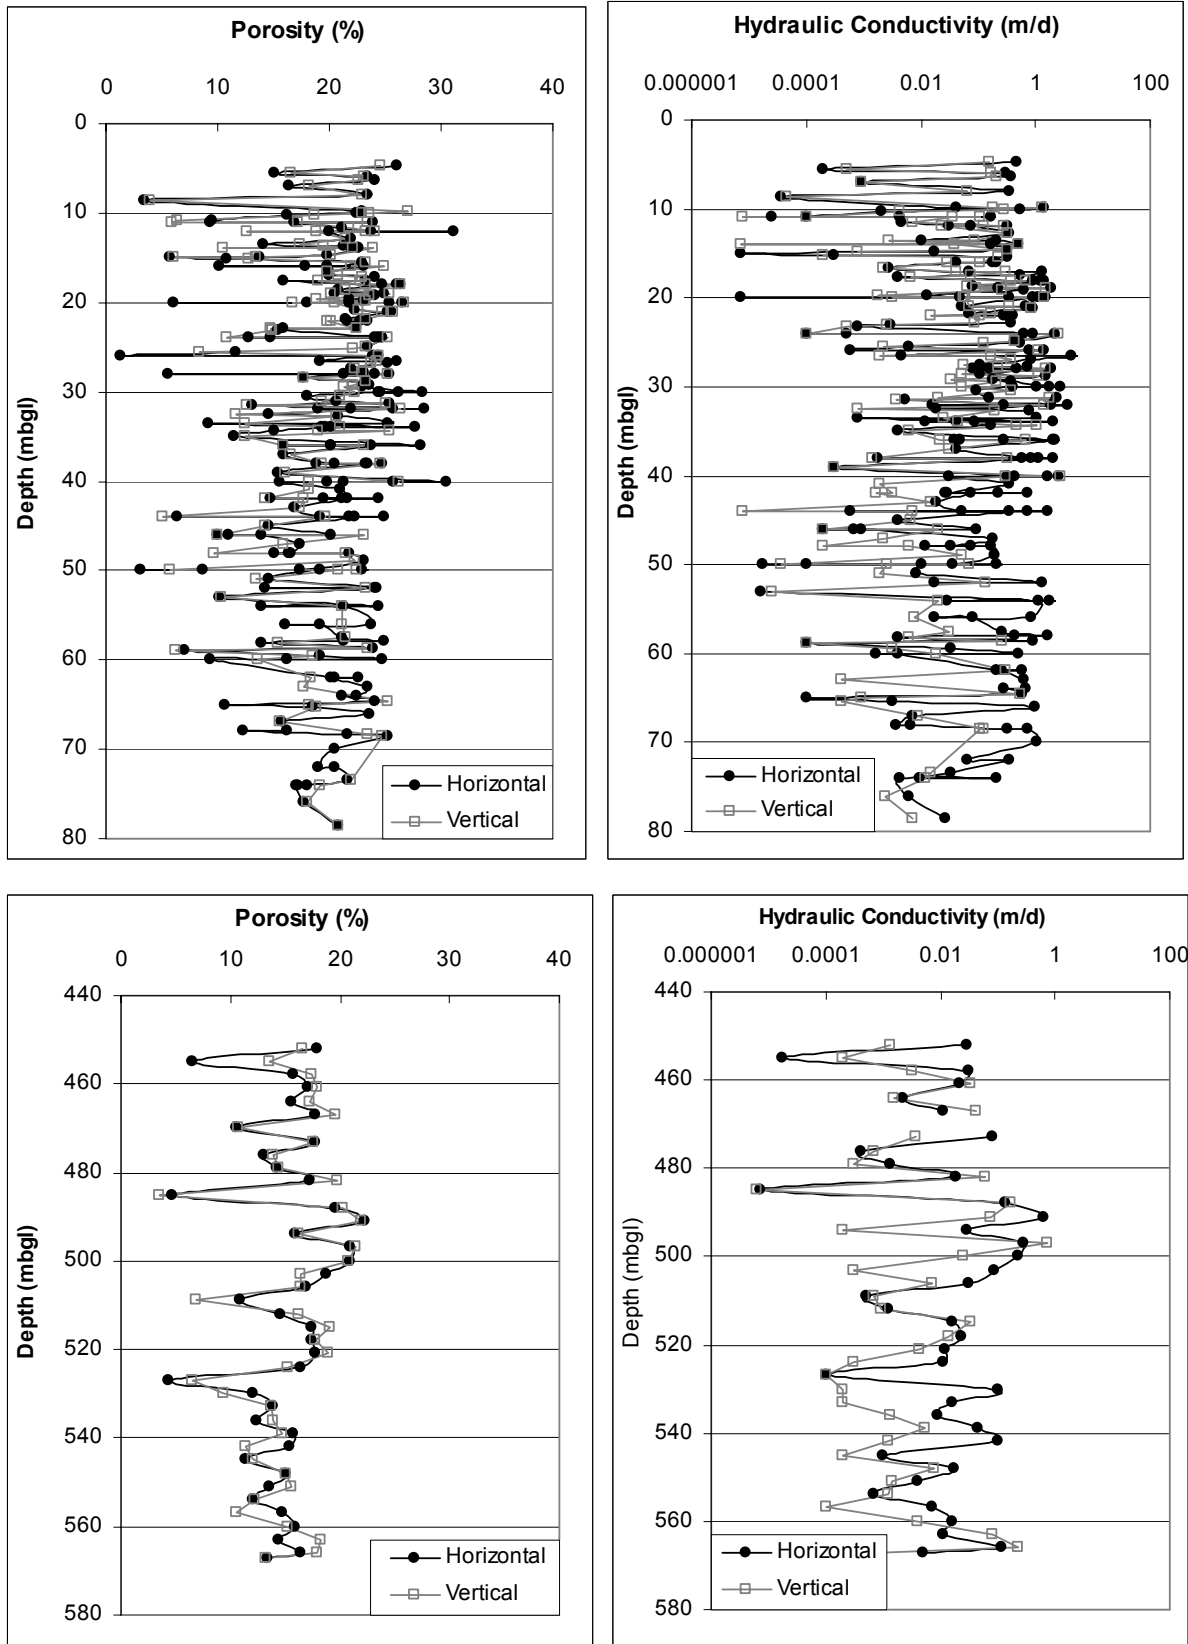 Porosity (%)
0 10 20 30 40
0
10
20
30
40
50
60
70
80
Depth (mbgl)
Horizontal
Vertical
Hydraulic Conductivity (m/d)
0.000001 0.0001 0.01 1 100
0
10
20
30
40
50
60
70
80
Depth (mbgl)
Horizontal
Vertical
Porosity (%)
0 10 20 30 40
440
460
480
500
520
540
560
580
Depth (mbgl)
Horizontal
Vertical
Hydraulic Conductivity (m/d)
0.000001 0.0001 0.01 1 100
440
460
480
500
520
540
560
580
Depth (mbgl)
Horizontal
Vertical